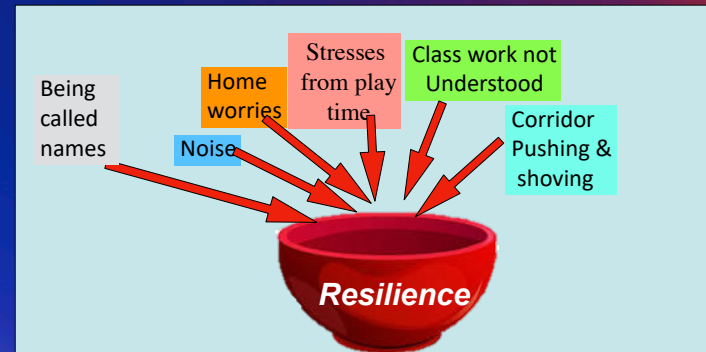 Being
called
names
Noise
Home
worries
Stresses
from play
time
Class work not
Understood
Corridor
Pushing &
shoving
Resilience